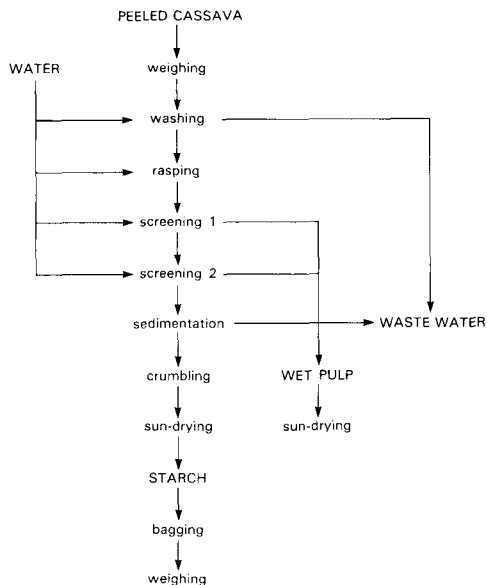 PEELED CASSAVA
WATER
weighing
washing
rasping
screening 1
screening 2
sedimentation
WASTE WATER
crumbling
WET PULP
sun-drying
sun-drying
STARCH
bagging
weighing